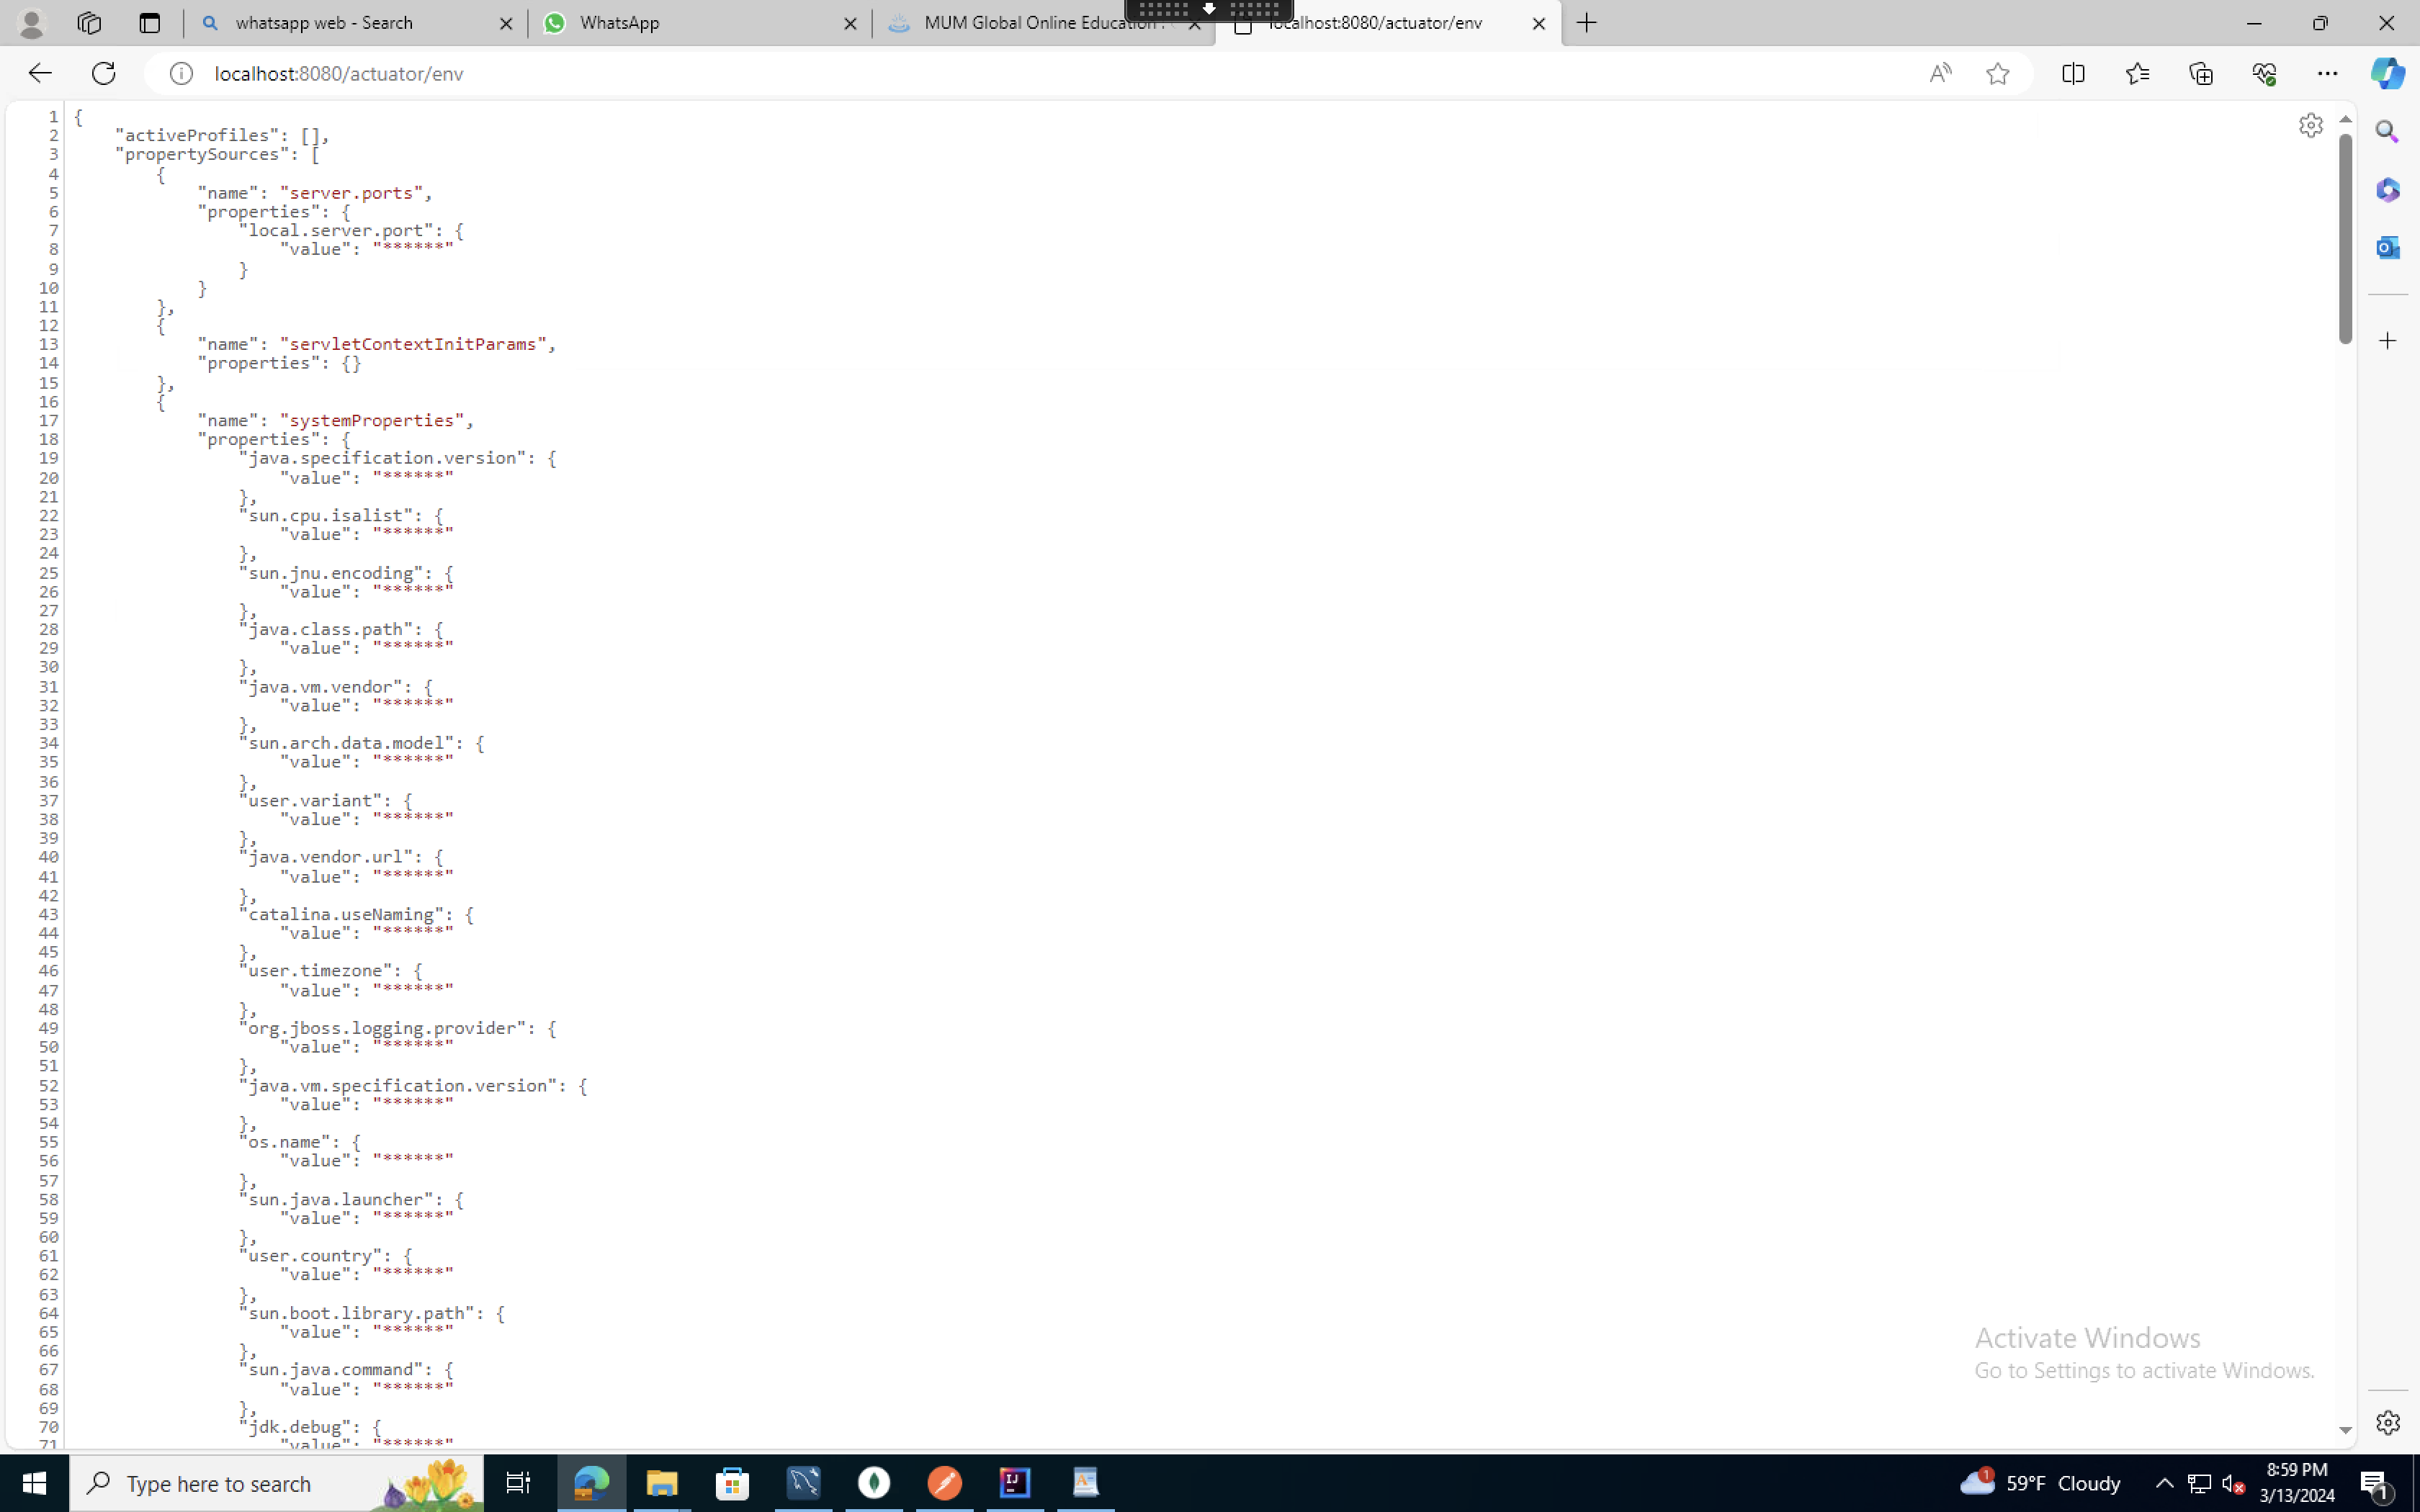 whatsapp web - Search
WhatsApp
MUM Global Online Education :
localhost:8080/actuator/env
localhost:8080/actuator/env
1 {
2 "activeProfiles": [],
3 "propertySources": [
4 {
5 "name": "server.ports",
6 "properties": {
7 "local.server.port": {
8 "value": "******"
9 }
10 }
11 },
12 {
13 "name": "servletContextInitParams",
14 "properties": {}
15 },
16 {
17 "name": "systemProperties",
18 "properties": {
19 "java.specification.version": {
20 "value": "******"
21 },
22 "sun.cpu.isalist": {
23 "value": "******"
24 },
25 "sun.jnu.encoding": {
26 "value": "******"
27 },
28 "java.class.path": {
29 "value": "******"
30 },
31 "java.vm.vendor": {
32 "value": "******"
33 },
34 "sun.arch.data.model": {
35 "value": "******"
36 },
37 "user.variant": {
38 "value": "******"
39 },
40 "java.vendor.url": {
41 "value": "******"
42 },
43 "catalina.useNaming": {
44 "value": "******"
45 },
46 "user.timezone": {
47 "value": "******"
48 },
49 "org.jboss.logging.provider": {
50 "value": "******"
51 },
52 "java.vm.specification.version": {
53 "value": "******"
54 },
55 "os.name": {
56 "value": "******"
57 },
58 "sun.java.launcher": {
59 "value": "******"
60 },
61 "user.country": {
62 "value": "******"
63 },
64 "sun.boot.library.path": {
65 "value": "******"
66 },
67 "sun.java.command": {
68 "value": "******"
69 },
70 "jdk.debug": {
71 "value": "******"
Activate Windows
Go to Settings to activate Windows.
Type here to search
1
59°F Cloudy
8:59 PM
3/13/2024
1